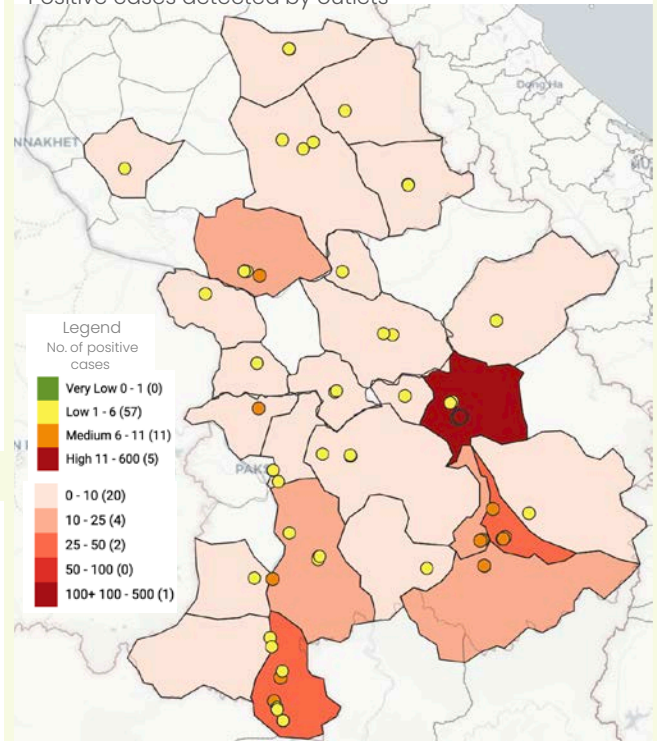 Positive cases detected by outlets
Dong Ha
NNAKHET
Legend
No. of positive
cases
Very Low 0 - 1 (0)
Low 1 - 6 (57)
Medium 6 - 11 (11)
High 11 - 600 (5)
PAKS
0 - 10 (20)
10 - 25 (4)
25 - 50 (2)
50 - 100 (0)
100+ 100 - 500 (1)